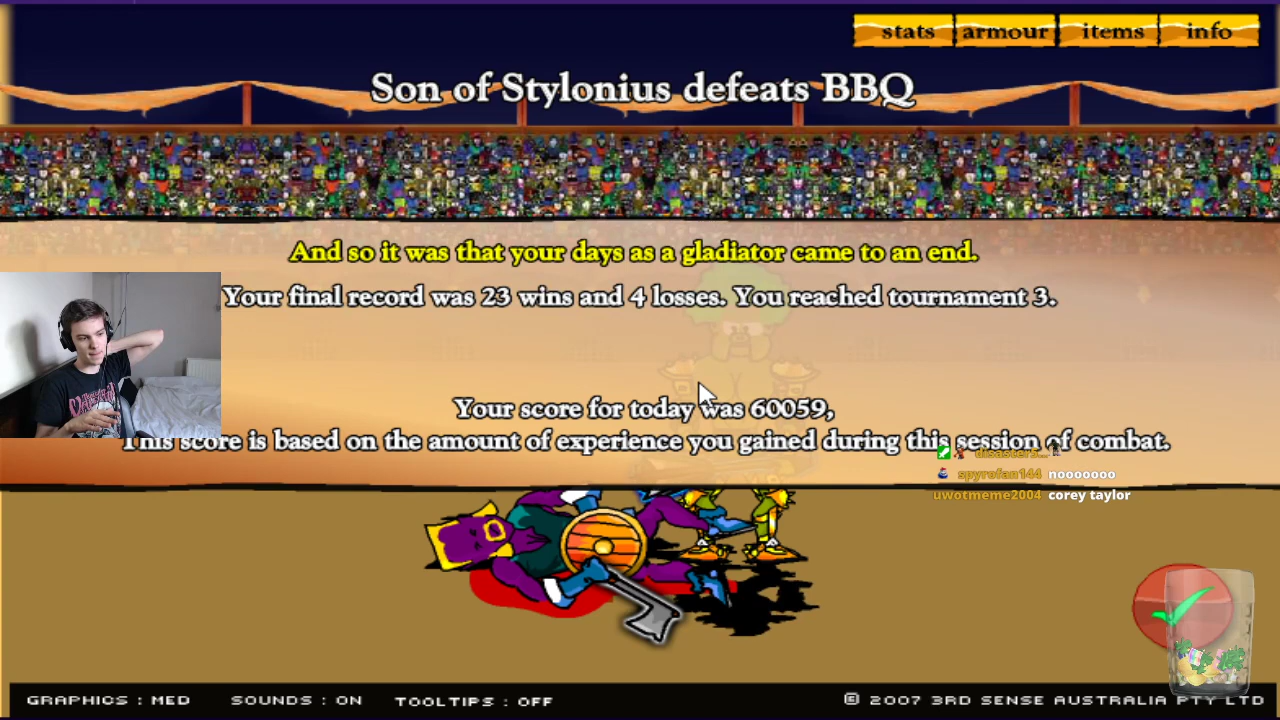 stats armour items info
Son of Stylonius defeats BBQ
And so it was that your days as a gladiator came to an end.
Your final record was 23 wins and 4 losses. You reached tournament 3.
Your score for today was 60059,
This score is based on the amount of experience you gained during this session of combat.
disaster5...
spyrofan144 nooooooo
uwotmeme2004 corey taylor
GRAPHICS : MED SOUNDS : ON TOOLTIPS : OFF © 2007 3RD SENSE AUSTRALIA PTY LTD